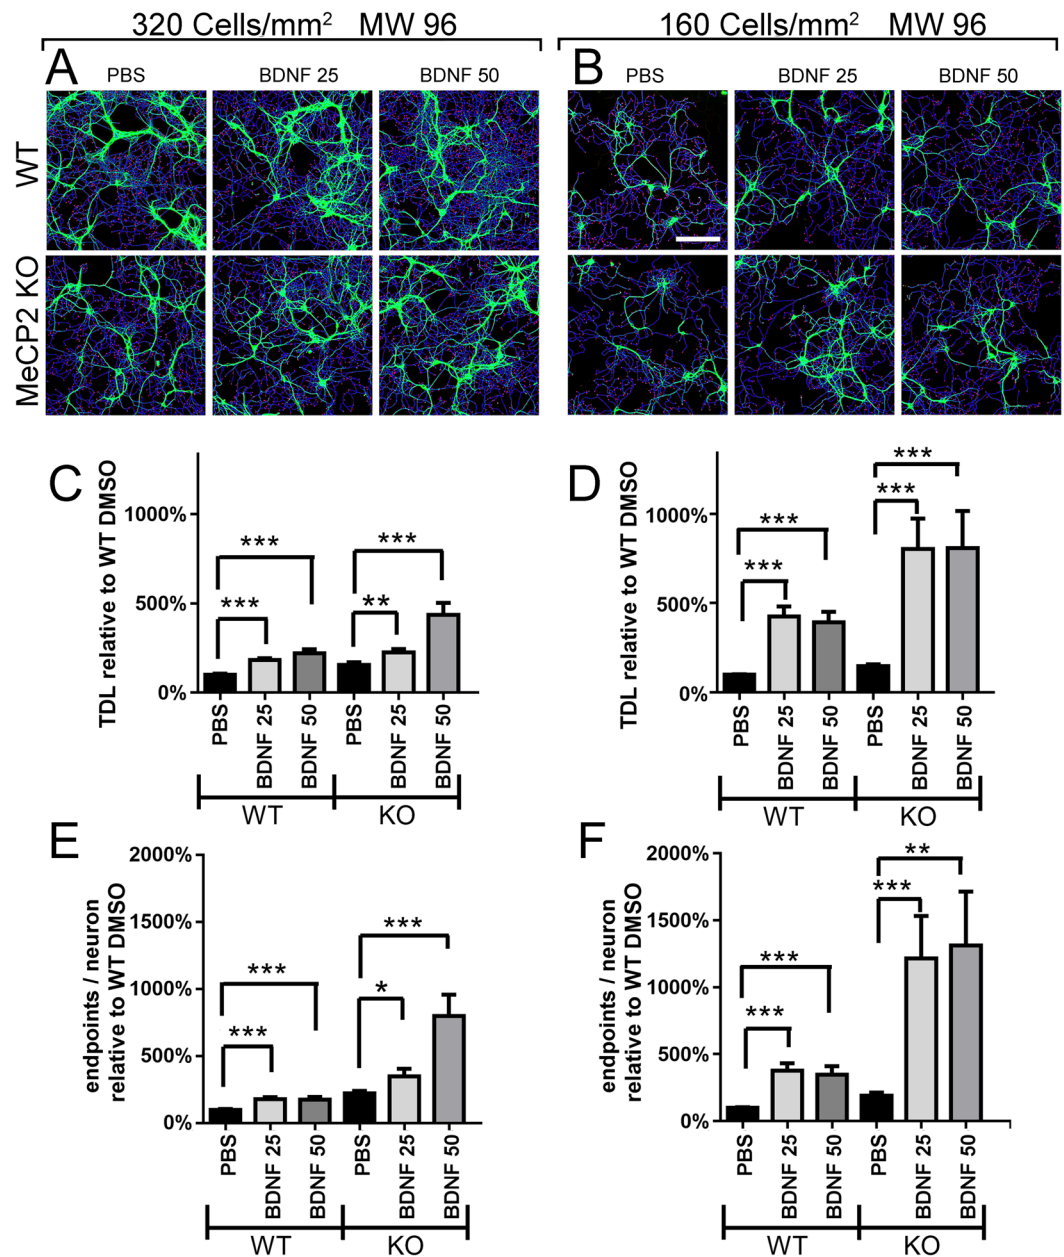 320 Cells/mm² MW 96
160 Cells/mm² MW 96
A
PBS
BDNF 25
BDNF 50
B
PBS
BDNF 25
BDNF 50
WT
MeCP2 KO
C
TDL relative to WT DMSO
1000%
500%
0%
***
***
**
***
PBS
BDNF 25
BDNF 50
PBS
BDNF 25
BDNF 50
WT
KO
D
TDL relative to WT DMSO
1000%
500%
0%
***
***
***
***
PBS
BDNF 25
BDNF 50
PBS
BDNF 25
BDNF 50
WT
KO
E
endpoints / neuron
relative to WT DMSO
2000%
1500%
1000%
500%
0%
***
***
*
***
PBS
BDNF 25
BDNF 50
PBS
BDNF 25
BDNF 50
WT
KO
F
endpoints / neuron
relative to WT DMSO
2000%
1500%
1000%
500%
0%
***
***
***
**
PBS
BDNF 25
BDNF 50
PBS
BDNF 25
BDNF 50
WT
KO